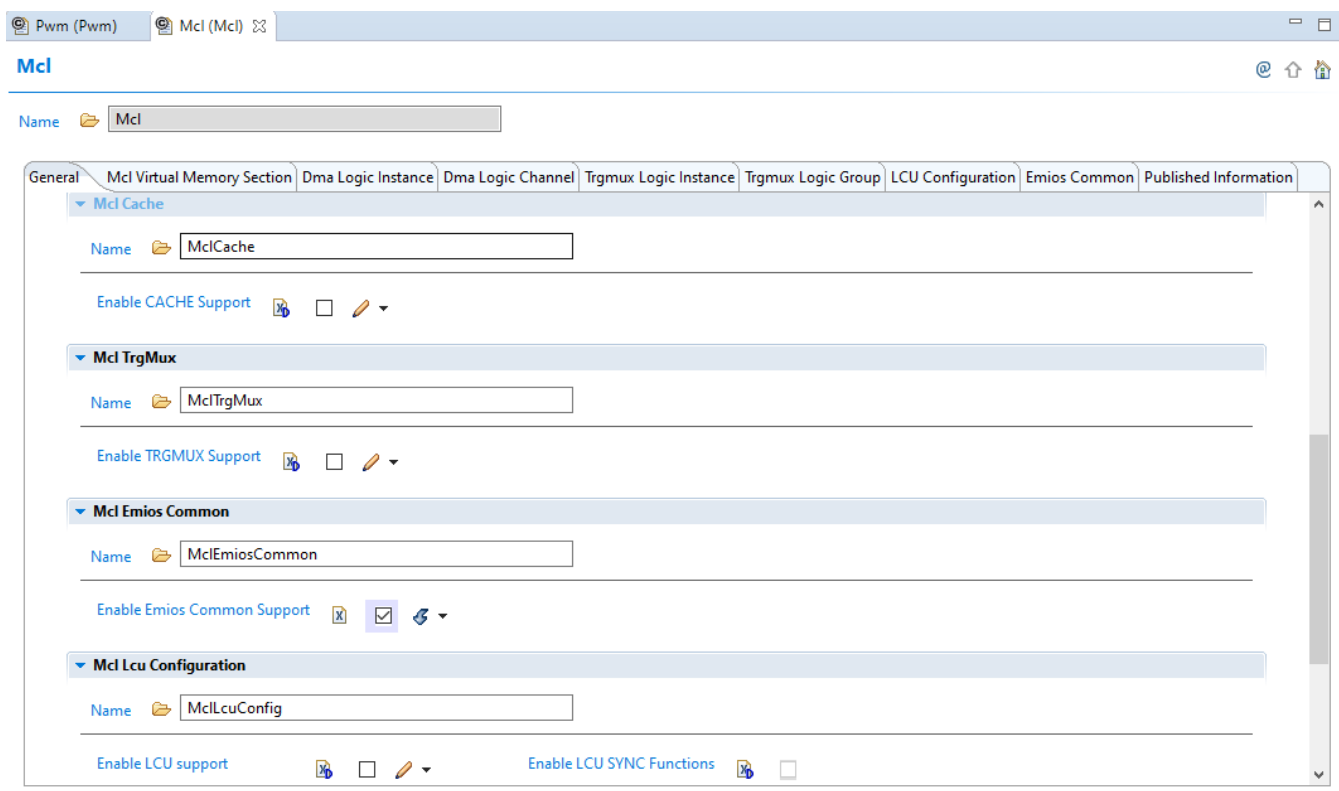 Pwm (Pwm) Mcl (Mcl)
Mcl
Name Mcl
General Mcl Virtual Memory Section Dma Logic Instance Dma Logic Channel Trgmux Logic Instance Trgmux Logic Group LCU Configuration Emios Common Published Information
Mcl Cache
Name MclCache
Enable CACHE Support
Mcl TrgMux
Name MclTrgMux
Enable TRGMUX Support
Mcl Emios Common
Name MclEmiosCommon
Enable Emios Common Support
Mcl Lcu Configuration
Name MclLcuConfig
Enable LCU support Enable LCU SYNC Functions